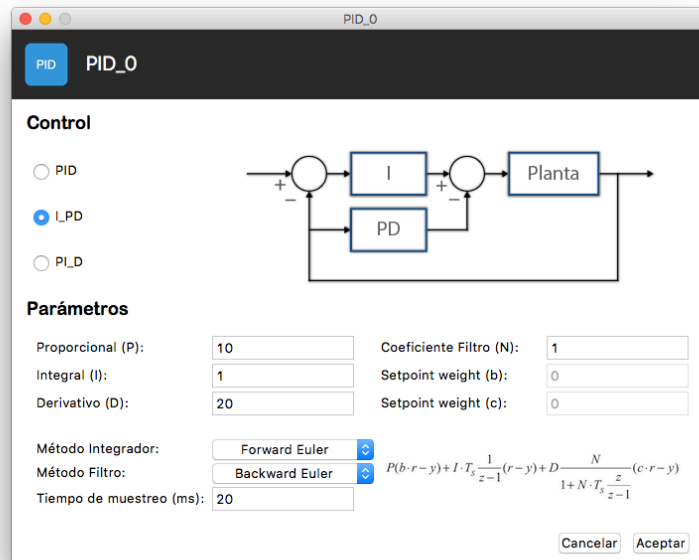 PID_0
PID PID_0
Control
PID
I_PD
PI_D
+ − I + − Planta
PD
Parámetros
Proporcional (P): 10 Coeficiente Filtro (N): 1
Integral (I): 1 Setpoint weight (b): 0
Derivativo (D): 20 Setpoint weight (c): 0
Método Integrador: Forward Euler
Método Filtro: Backward Euler
P(b·r−y)+I·T_s 1/(z−1) (r−y)+D N/(1+N·T_s z/(z−1)) (c·r−y)
Tiempo de muestreo (ms): 20
Cancelar Aceptar